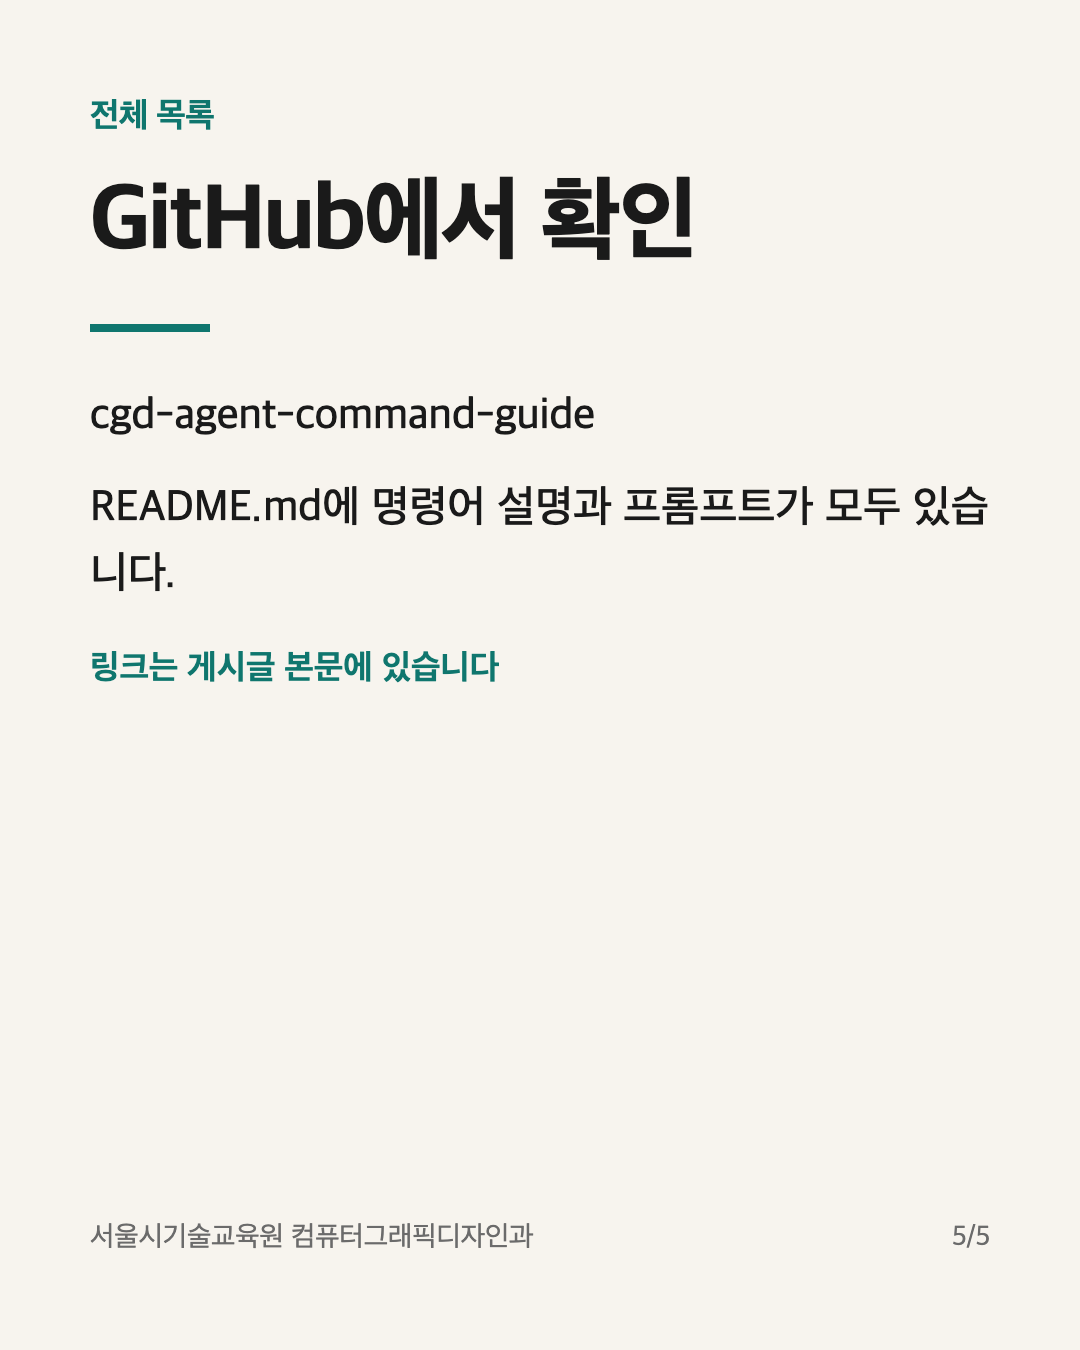 전체 목록
GitHub에서 확인
cgd-agent-command-guide
README.md에 명령어 설명과 프롬프트가 모두 있습
니다.
링크는 게시글 본문에 있습니다
서울시기술교육원 컴퓨터그래픽디자인과
5/5